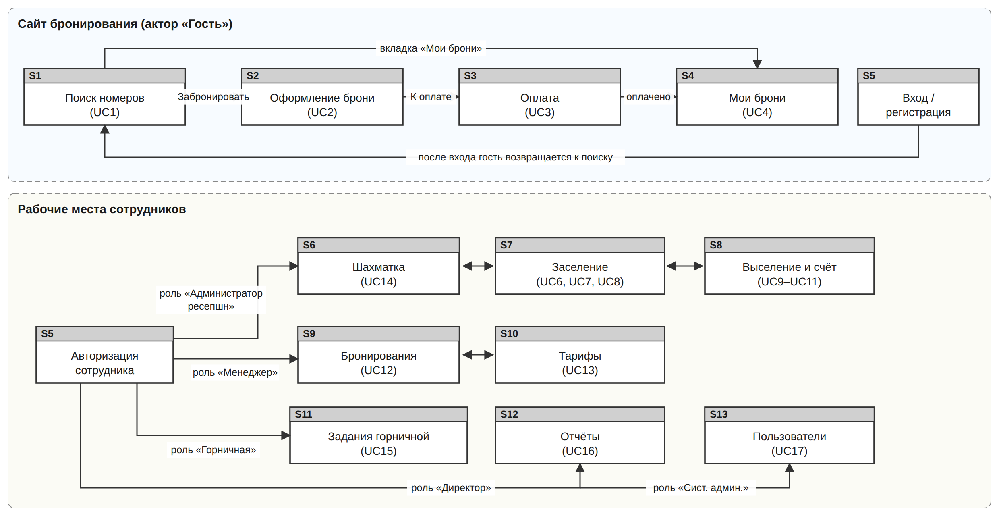 Сайт бронирования (актор «Гость»)
вкладка «Мои брони»
S1
Поиск номеров
(UC1)
Забронировать
S2
Оформление брони
(UC2)
К оплате
S3
Оплата
(UC3)
оплачено
S4
Мои брони
(UC4)
S5
Вход /
регистрация
после входа гость возвращается к поиску
Рабочие места сотрудников
S6
Шахматка
(UC14)
S7
Заселение
(UC6, UC7, UC8)
S8
Выселение и счёт
(UC9–UC11)
роль «Администратор
ресепшн»
S5
Авторизация
сотрудника
роль «Менеджер»
S9
Бронирования
(UC12)
S10
Тарифы
(UC13)
S11
Задания горничной
(UC15)
роль «Горничная»
S12
Отчёты
(UC16)
S13
Пользователи
(UC17)
роль «Директор»
роль «Сист. админ.»